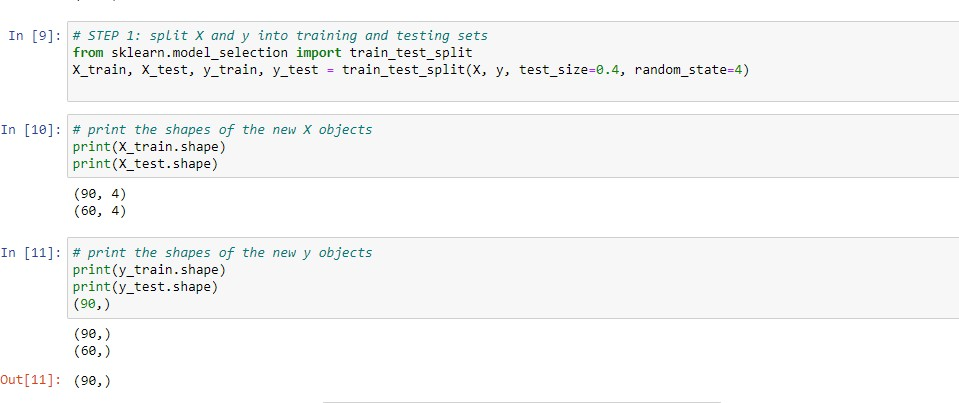 In [9]: # STEP 1: split X and y into training and testing sets
from sklearn.model_selection import train_test_split
X_train, X_test, y_train, y_test = train_test_split(X, y, test_size=0.4, random_state=4)
In [10]: # print the shapes of the new X objects
print(X_train.shape)
print(X_test.shape)
(90, 4)
(60, 4)
In [11]: # print the shapes of the new y objects
print(y_train.shape)
print(y_test.shape)
(90,)
(90,)
(60,)
Out[11]: (90,)